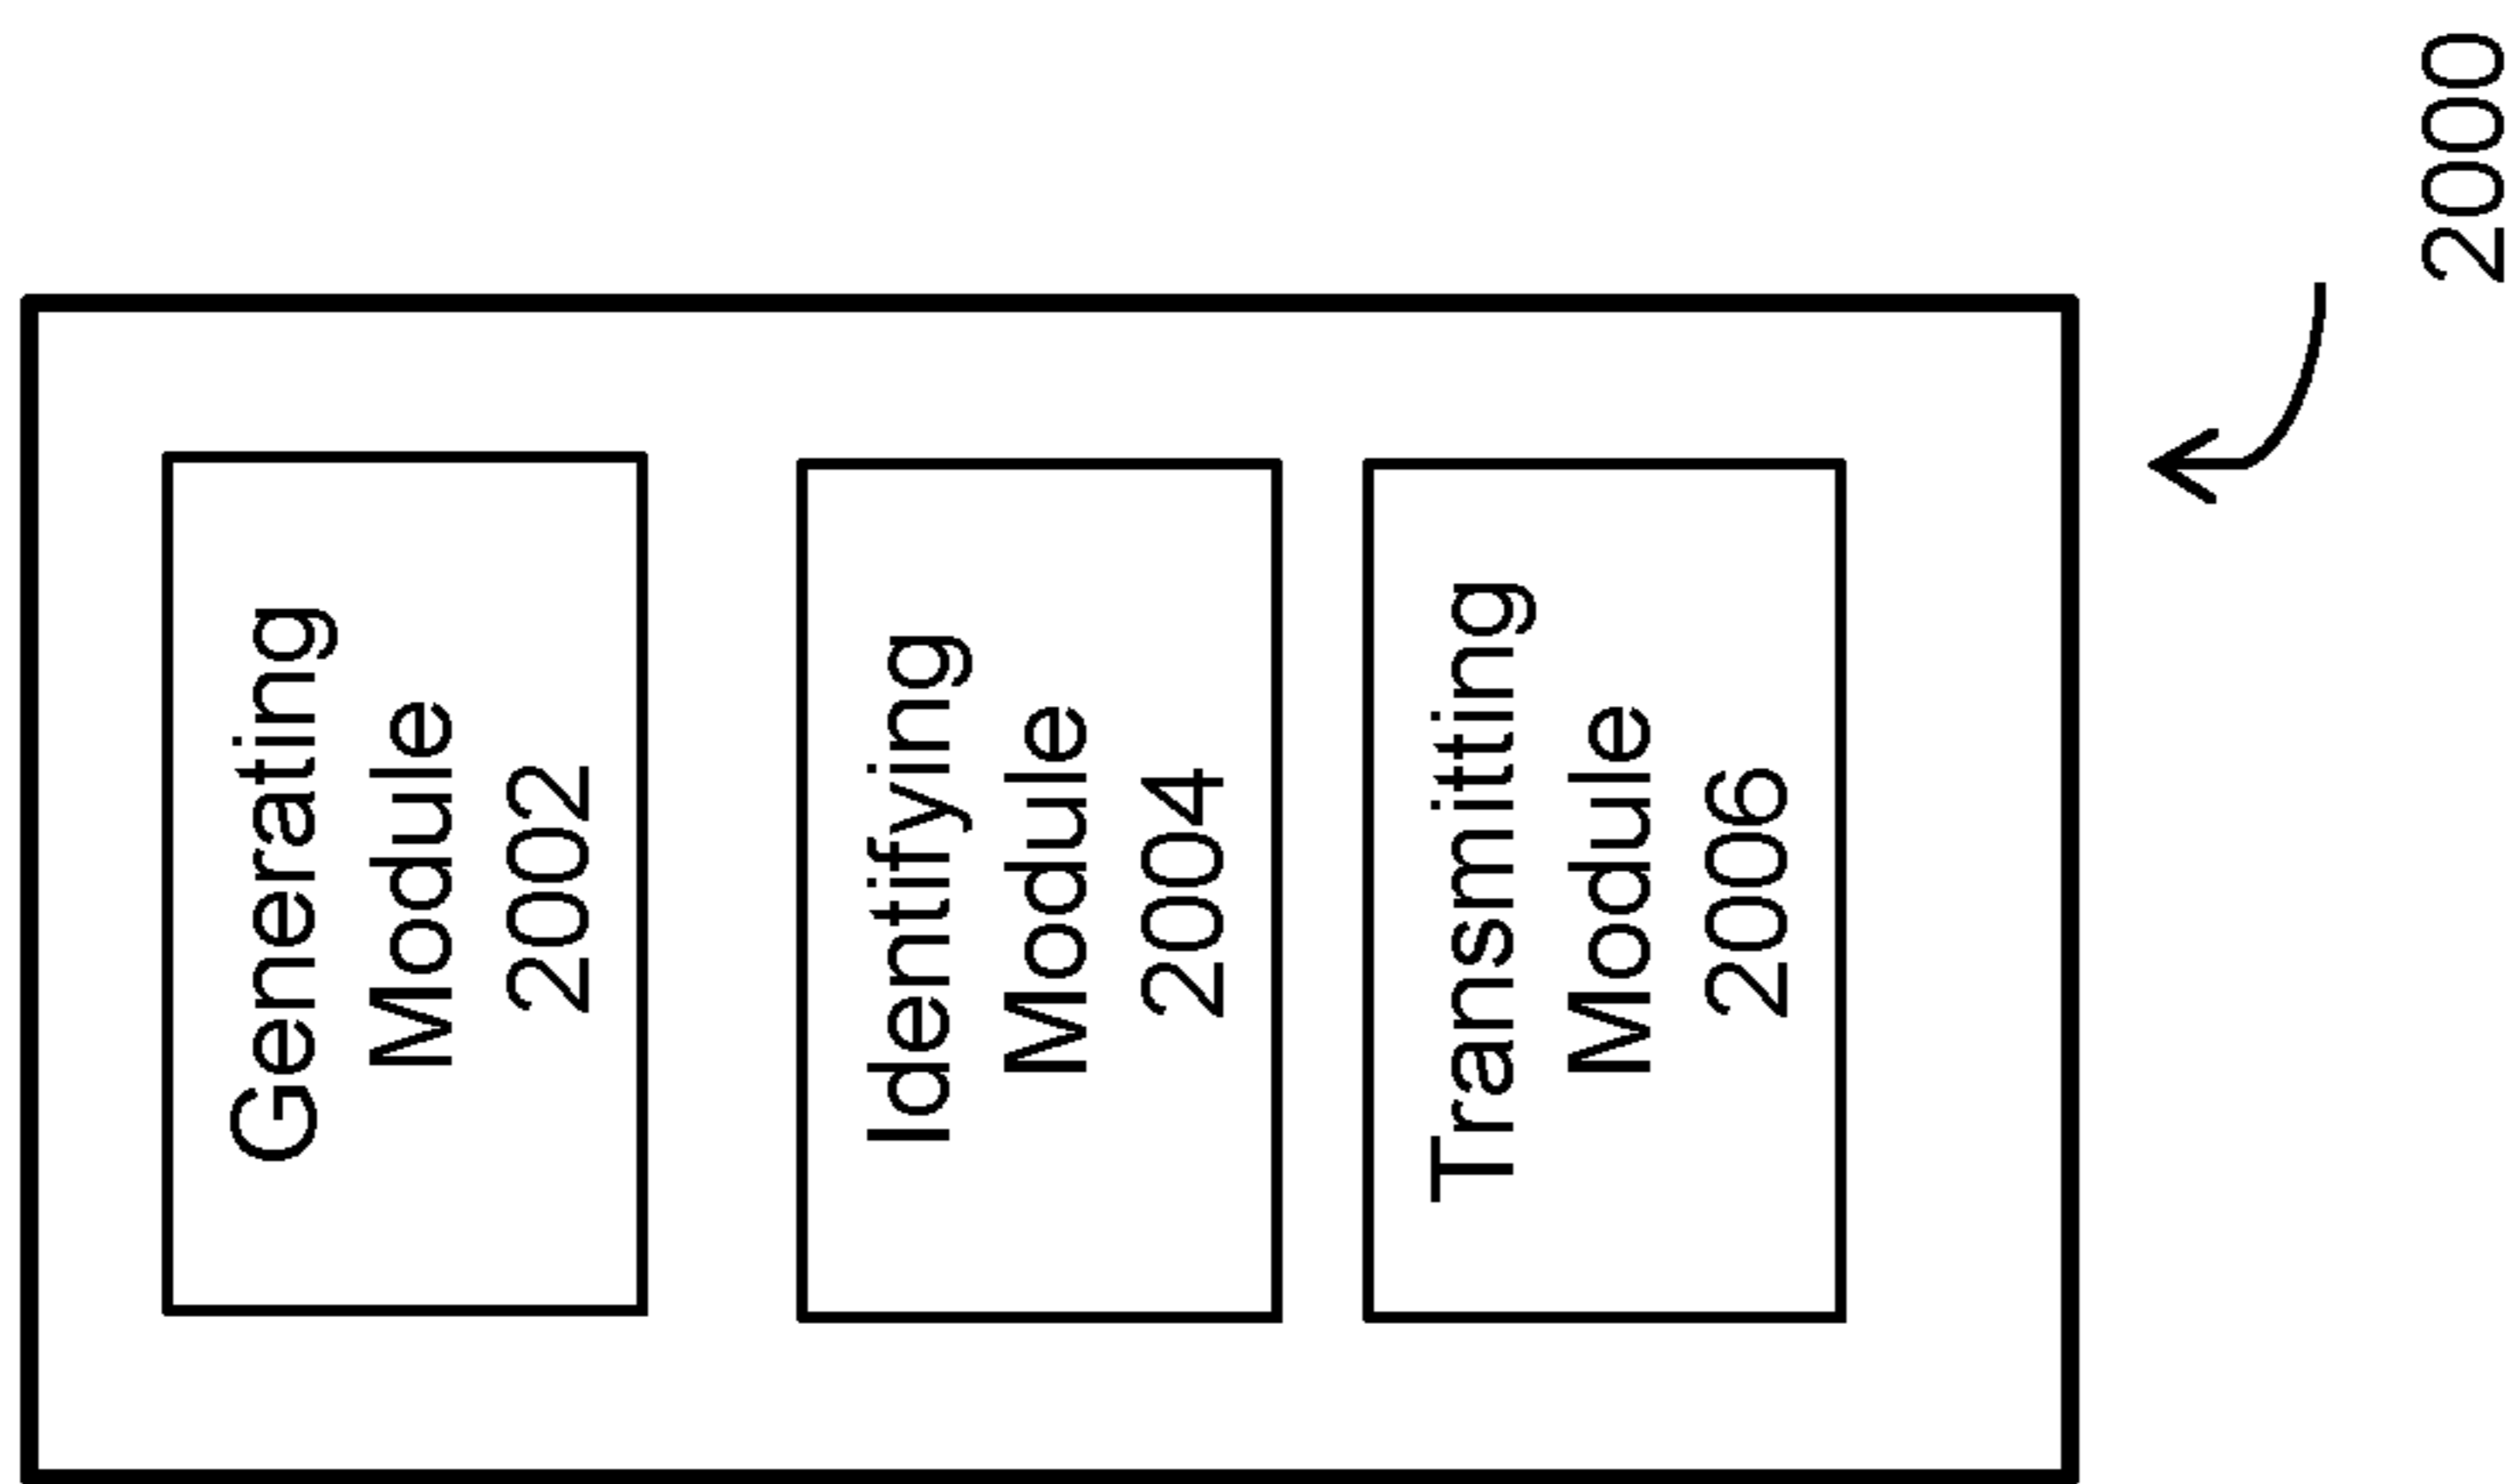 Generating
Module
2002
Identifying
Module
2004
Transmitting
Module
2006
2000